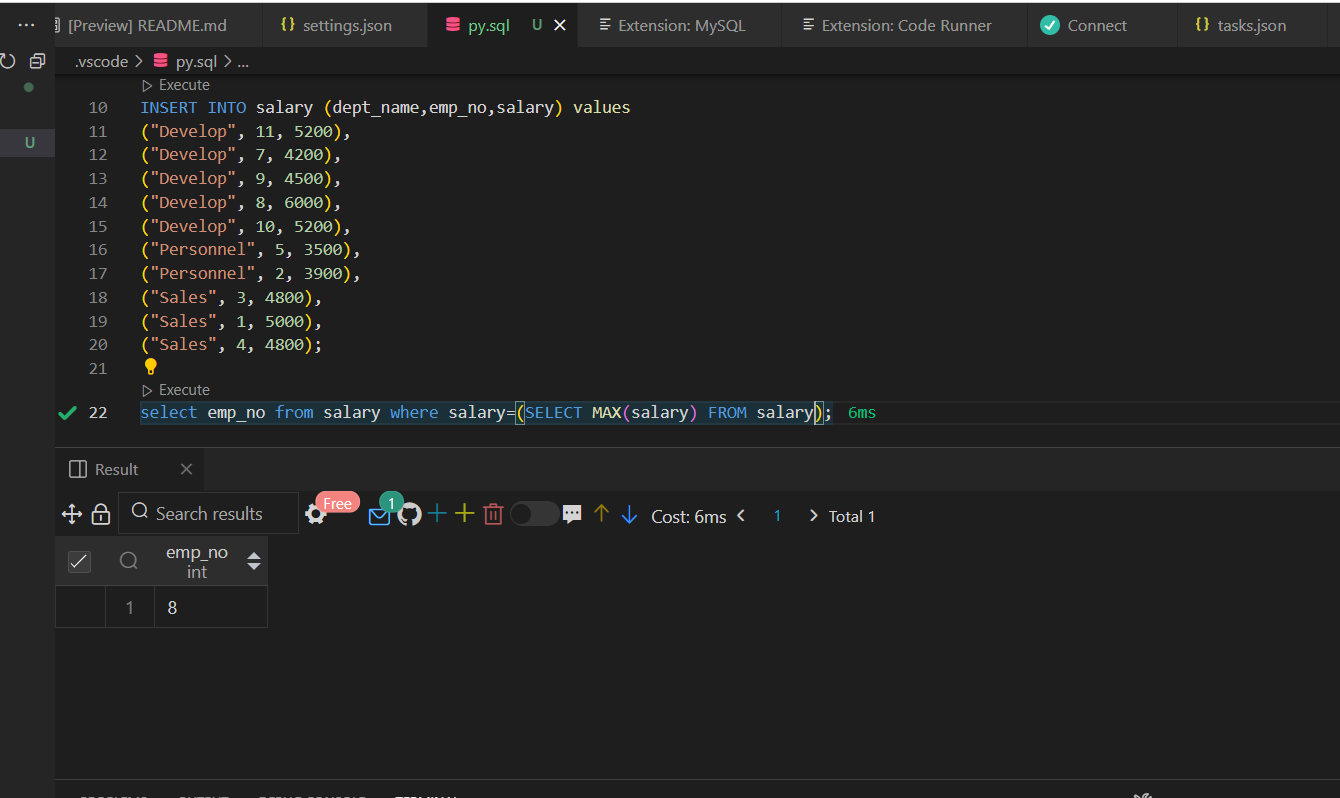 [Preview] README.md
{} settings.json
py.sql U
Extension: MySQL
Extension: Code Runner
Connect
{} tasks.json
.vscode > py.sql > ...
U
Execute
10 INSERT INTO salary (dept_name,emp_no,salary) values
11 ("Develop", 11, 5200),
12 ("Develop", 7, 4200),
13 ("Develop", 9, 4500),
14 ("Develop", 8, 6000),
15 ("Develop", 10, 5200),
16 ("Personnel", 5, 3500),
17 ("Personnel", 2, 3900),
18 ("Sales", 3, 4800),
19 ("Sales", 1, 5000),
20 ("Sales", 4, 4800);
21
Execute
22 select emp_no from salary where salary=(SELECT MAX(salary) FROM salary); 6ms
Result
Search results
Free
1
Cost: 6ms < 1 > Total 1
emp_no
int
1 8